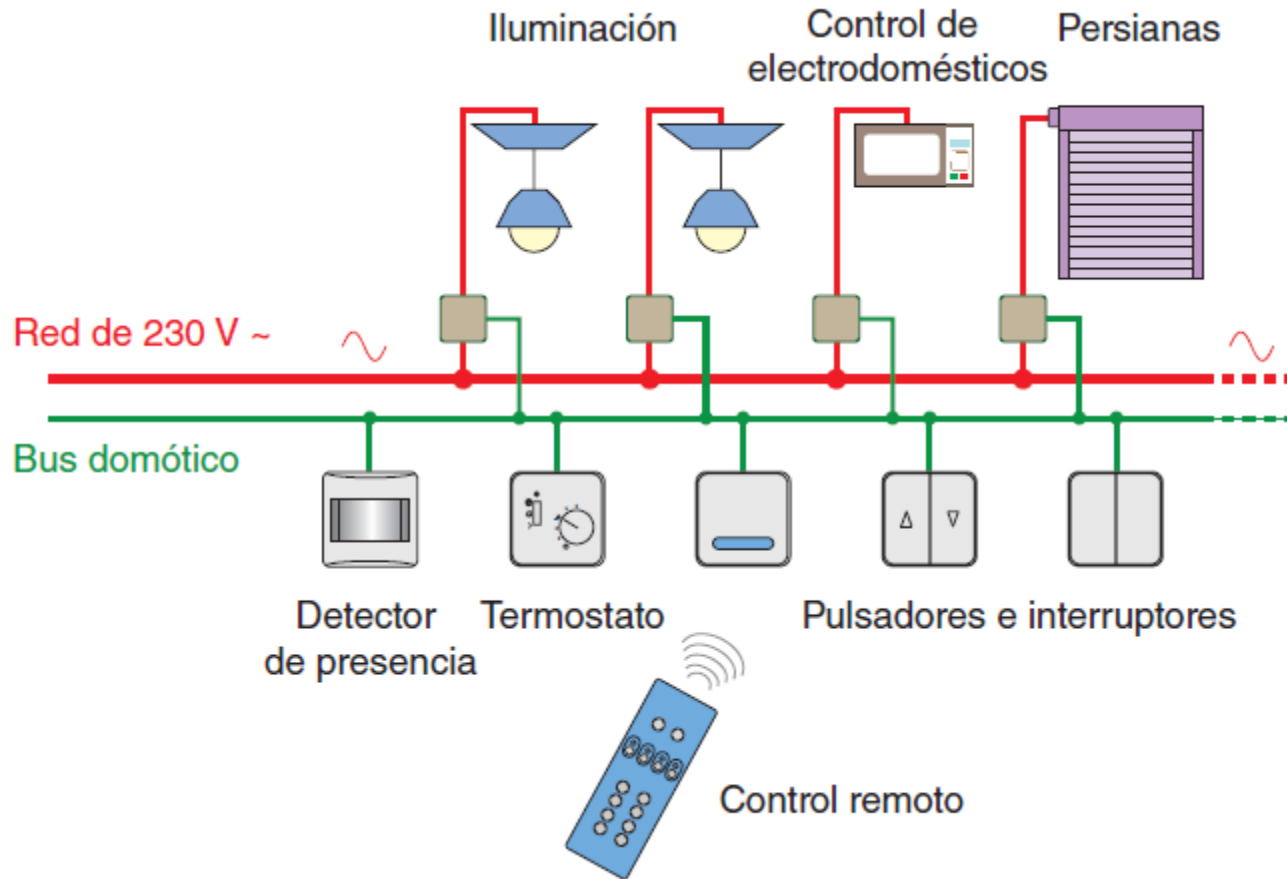 Iluminación
Control de
electrodomésticos
Persianas
Red de 230 V ~
Bus domótico
Detector
de presencia
Termostato
Pulsadores e interruptores
Control remoto